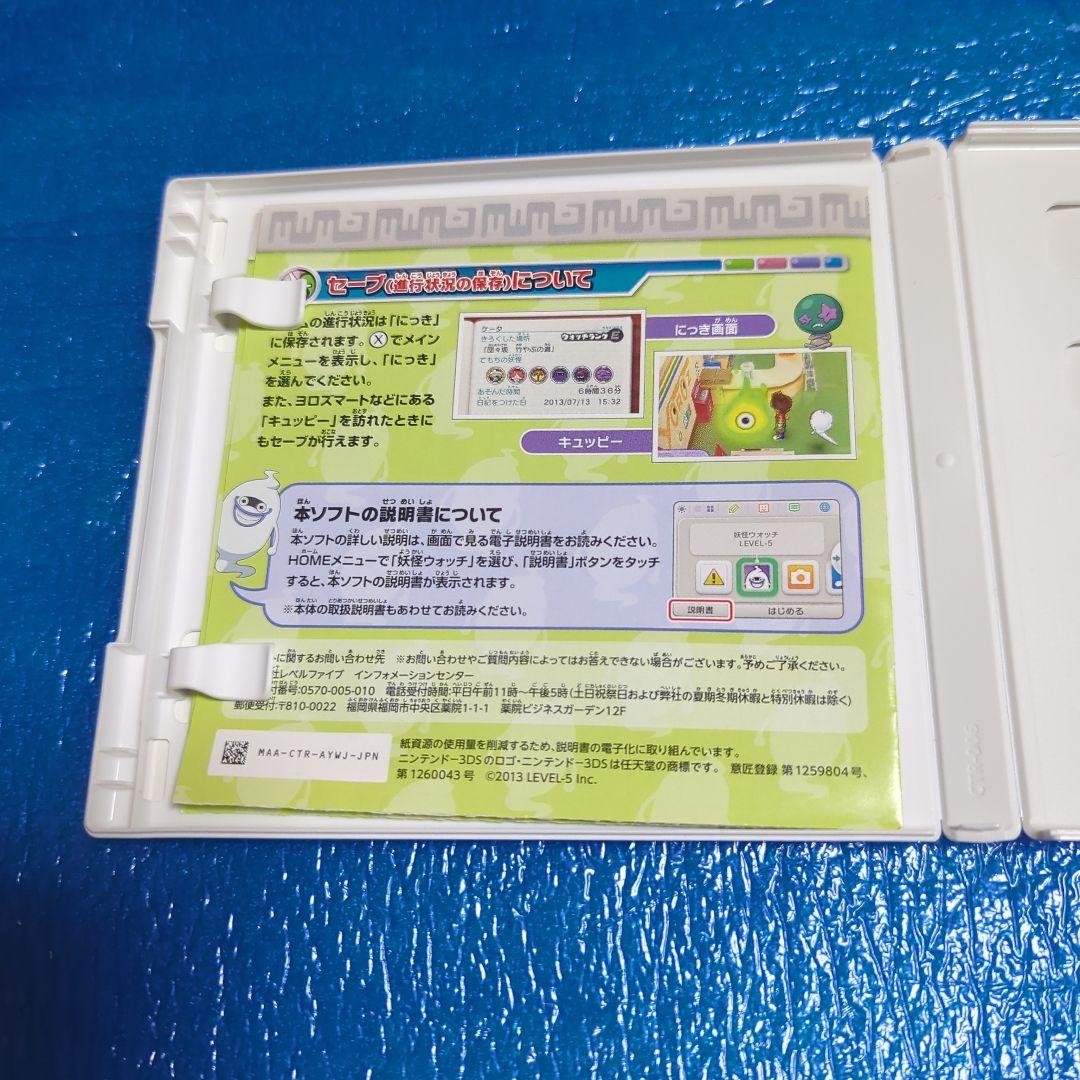 セーブ(進行状況の保存)について
ムの進行状況は「にっき」
に保存されます。Ⓧでメイン
メニューを表示し、「にっき」
を選んでください。
また、ヨロズマートなどにある
「キュッピー」を訪れたときに
もセーブが行えます。
ケータ
きろくした場所
ウォッチランク E
「団々坂 竹やぶの道」
てもちの妖怪
あそんだ時間 6時間36分
日記をつけた日 2013/07/13 15:32
にっき画面
キュッピー
本ソフトの説明書について
本ソフトの詳しい説明は、画面で見る電子説明書をお読みください。
HOMEメニューで「妖怪ウォッチ」を選び、「説明書」ボタンをタッチ
すると、本ソフトの説明書が表示されます。
※本体の取扱説明書もあわせてお読みください。
妖怪ウォッチ
LEVEL-5
説明書
はじめる
トに関するお問い合わせ先 ※お問い合わせやご質問内容によってはお答えできない場合がございます。予めご了承ください。
社レベルファイブ インフォメーションセンター
番号:0570-005-010 電話受付時間:平日午前11時〜午後5時(土日祝祭日および弊社の夏期冬期休暇と特別休暇は除く)
郵便受付:〒810-0022 福岡県福岡市中央区薬院1-1-1 薬院ビジネスガーデン12F
MAA-CTR-AYWJ-JPN
紙資源の使用量を削減するため、説明書の電子化に取り組んでいます。
ニンテンドー3DSのロゴ・ニンテンドー3DSは任天堂の商標です。 意匠登録 第1259804号、
第1260043号 ©2013 LEVEL-5 Inc.